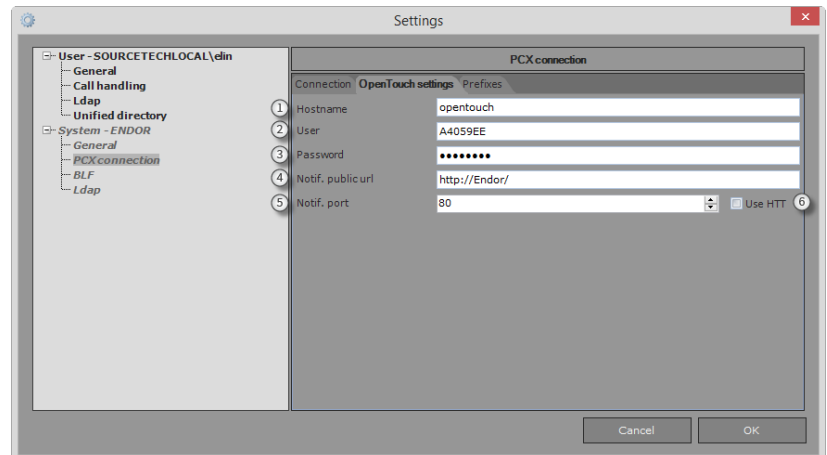 Settings
x
User - SOURCETECHLOCAL\elin
General
Call handling
Ldap
Unified directory
System - ENDOR
General
PCX connection
BLF
Ldap
PCX connection
Connection OpenTouch settings Prefixes
1 Hostname opentouch
2 User A4059EE
3 Password ●●●●●●●●
4 Notif. public url http://Endor/
5 Notif. port 80 Use HTT 6
Cancel OK